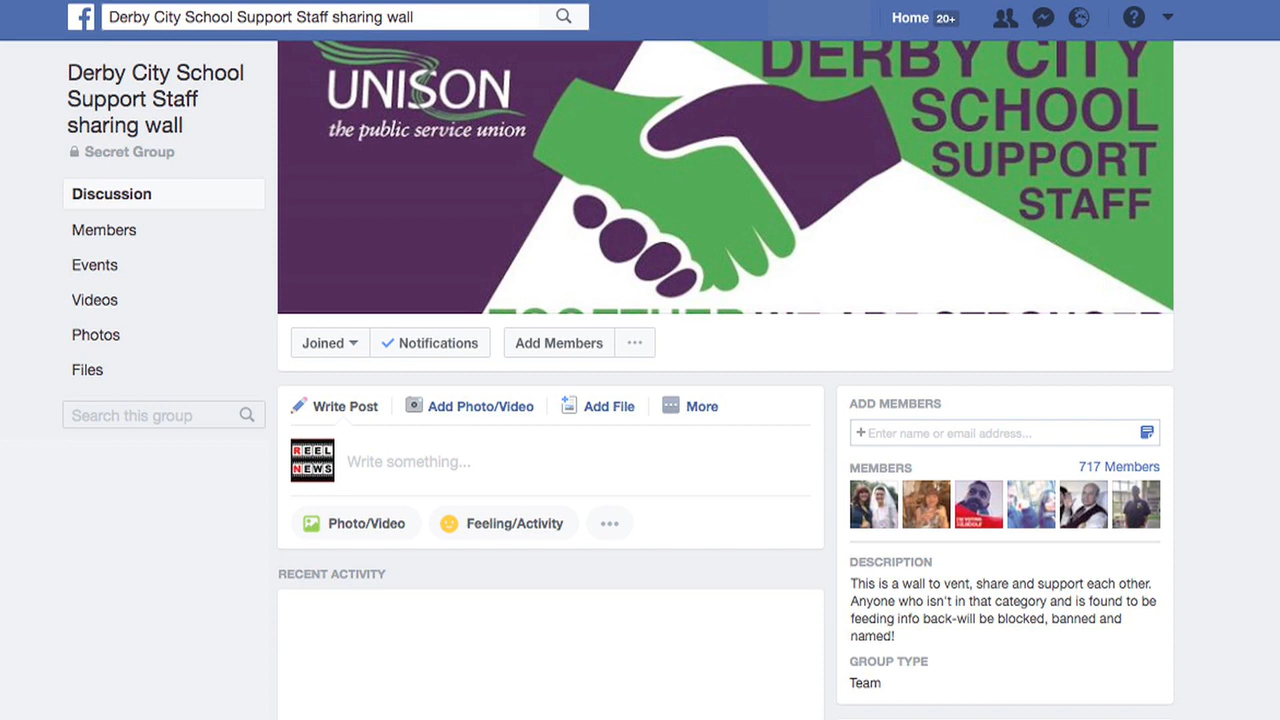 Derby City School Support Staff sharing wall
Home 20+
Derby City School
Support Staff
sharing wall
Secret Group
Discussion
Members
Events
Videos
Photos
Files
Search this group
UNISON
the public service union
DERBY CITY
SCHOOL
SUPPORT
STAFF
TOGETHER WE ARE STRONGER
Joined
Notifications
Add Members
Write Post
Add Photo/Video
Add File
More
REEL
NEWS
Write something...
Photo/Video
Feeling/Activity
RECENT ACTIVITY
ADD MEMBERS
Enter name or email address...
MEMBERS
717 Members
DESCRIPTION
This is a wall to vent, share and support each other.
Anyone who isn't in that category and is found to be
feeding info back-will be blocked, banned and
named!
GROUP TYPE
Team